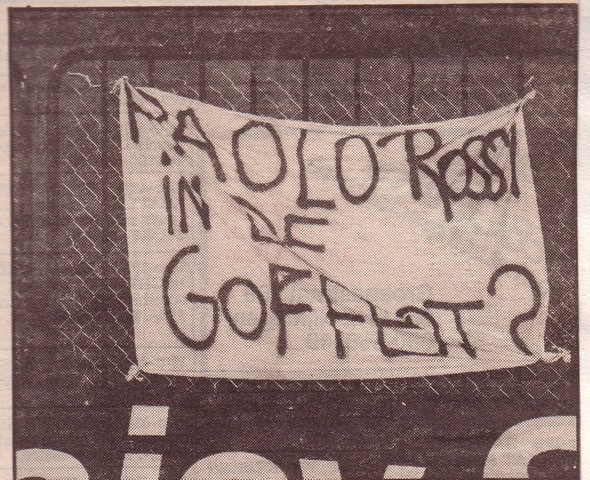 PAOLO ROSSI
IN DE
GOFFERT?